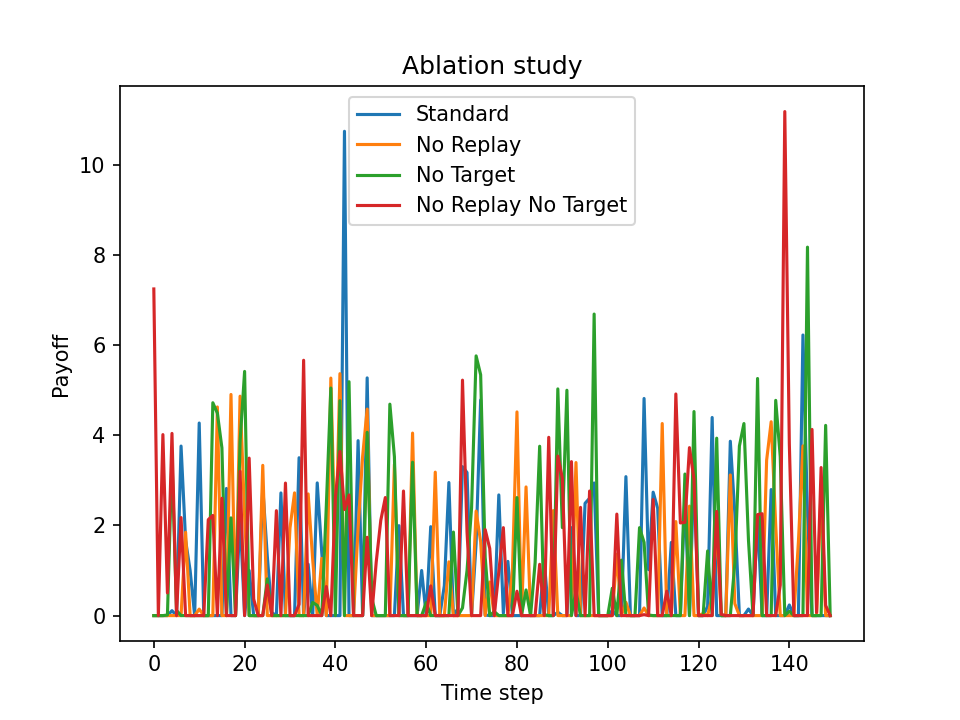 Ablation study
Standard
No Replay
No Target
No Replay No Target
Payoff
10
8
6
4
2
0
0 20 40 60 80 100 120 140
Time step